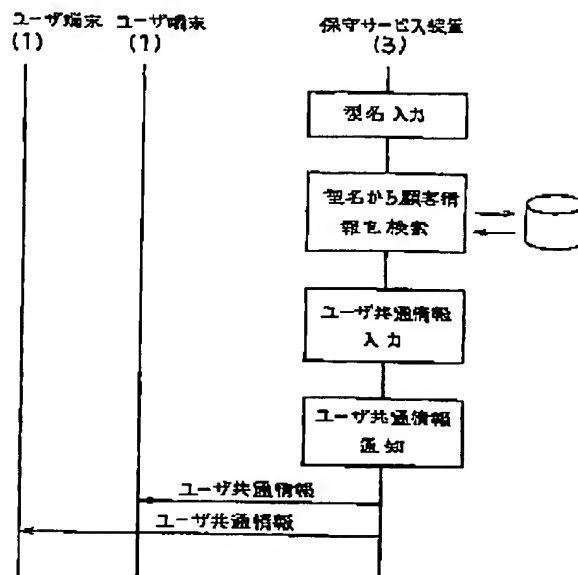 ユーザ端末 ユーザ端末 保守サービス装置
(1) (1) (3)
型名入力
型名から顧客情
報を検索
ユーザ共通情報
入力
ユーザ共通情報
通知
ユーザ共通情報
ユーザ共通情報